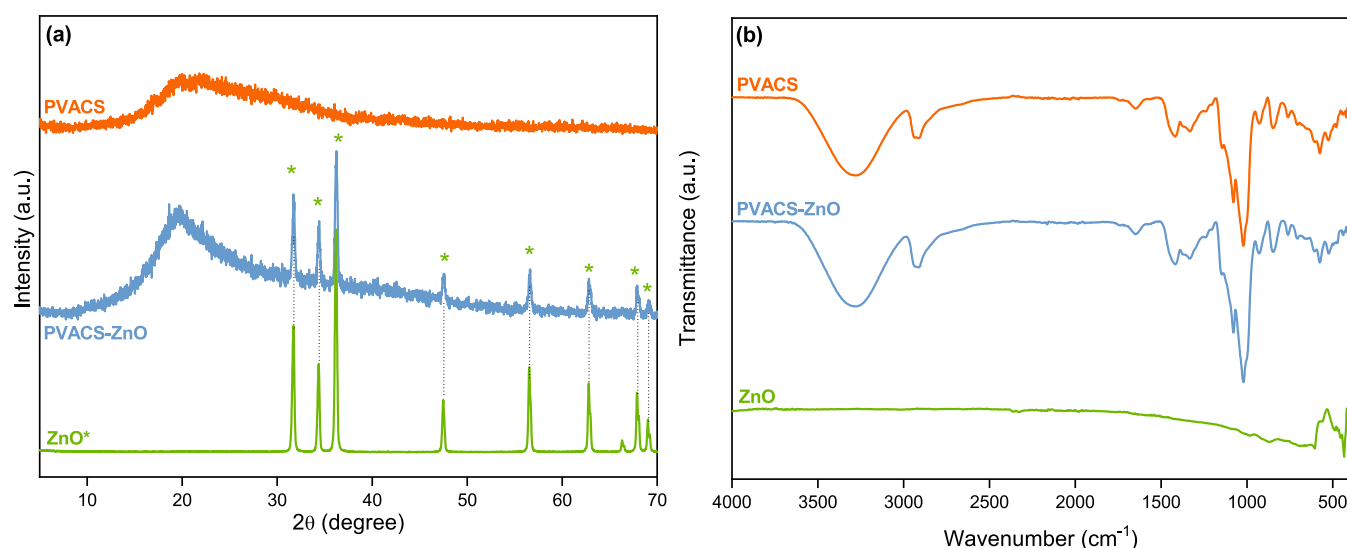 (a)
PVACS
*
*
*
*
*
*
*
*
PVACS-ZnO
ZnO*
Intensity (a.u.)
10 20 30 40 50 60 70
2θ (degree)
(b)
PVACS
PVACS-ZnO
ZnO
Transmittance (a.u.)
4000 3500 3000 2500 2000 1500 1000 500
Wavenumber (cm⁻¹)